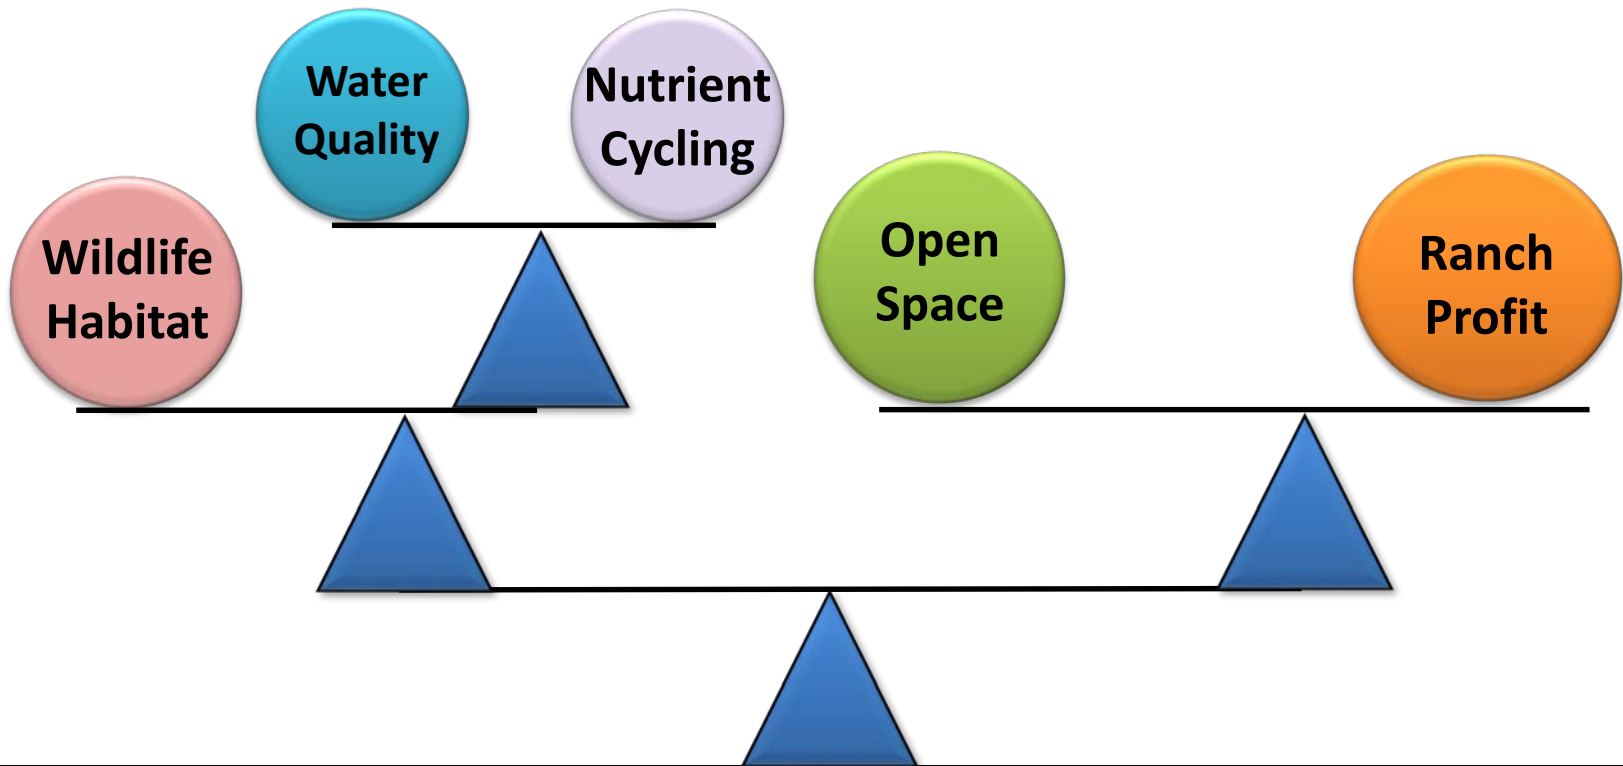 Water
Quality
Nutrient
Cycling
Wildlife
Habitat
Open
Space
Ranch
Profit